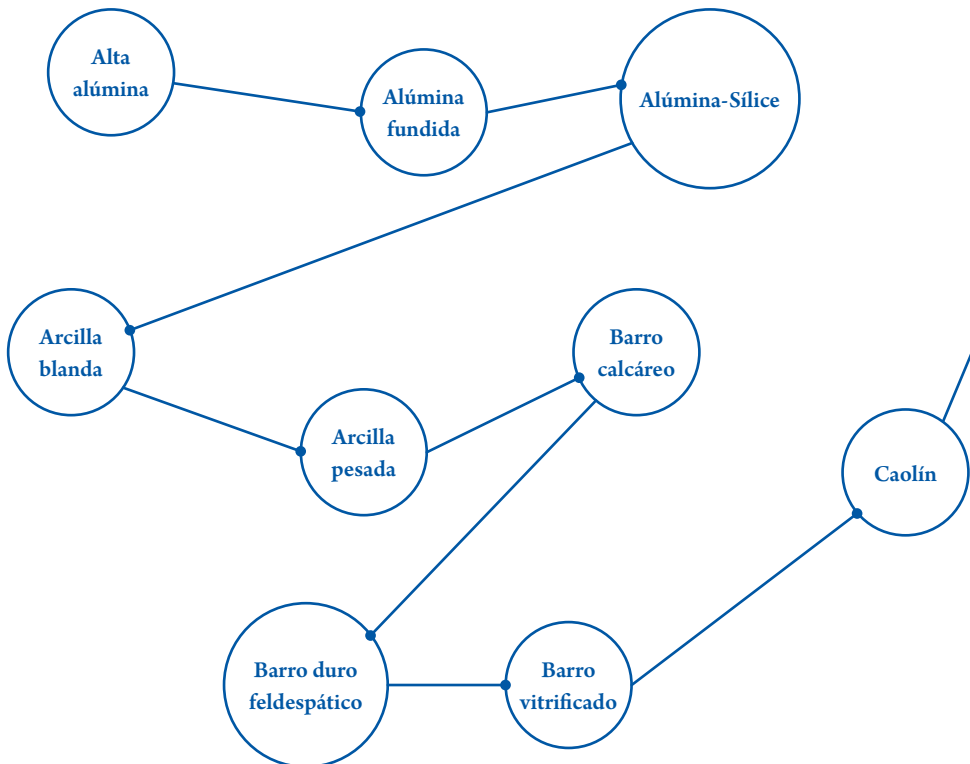 Alta
alúmina
Alúmina
fundida
Alúmina-Sílice
Arcilla
blanda
Arcilla
pesada
Barro
calcáreo
Barro duro
feldespático
Barro
vitrificado
Caolín